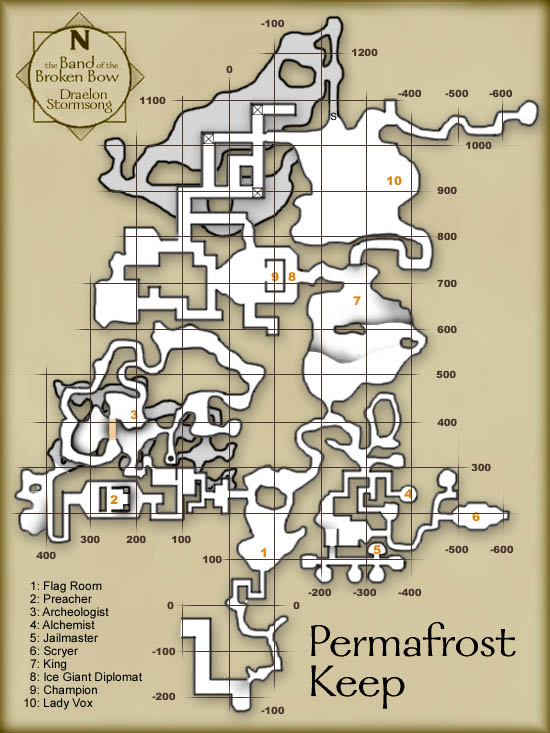 N
the Band of the
Broken Bow
Draelon
Stormsong
-100
1200
0
1100
S
-400
-500
-600
1000
10
900
800
9
8
700
7
600
500
3
400
300
2
4
6
400
300
200
100
1
5
-500
-600
100
-200
-300
-400
1: Flag Room
2: Preacher
3: Archeologist
4: Alchemist
5: Jailmaster
6: Scryer
7: King
8: Ice Giant Diplomat
9: Champion
10: Lady Vox
0
0
-100
-200
-100
Permafrost
Keep